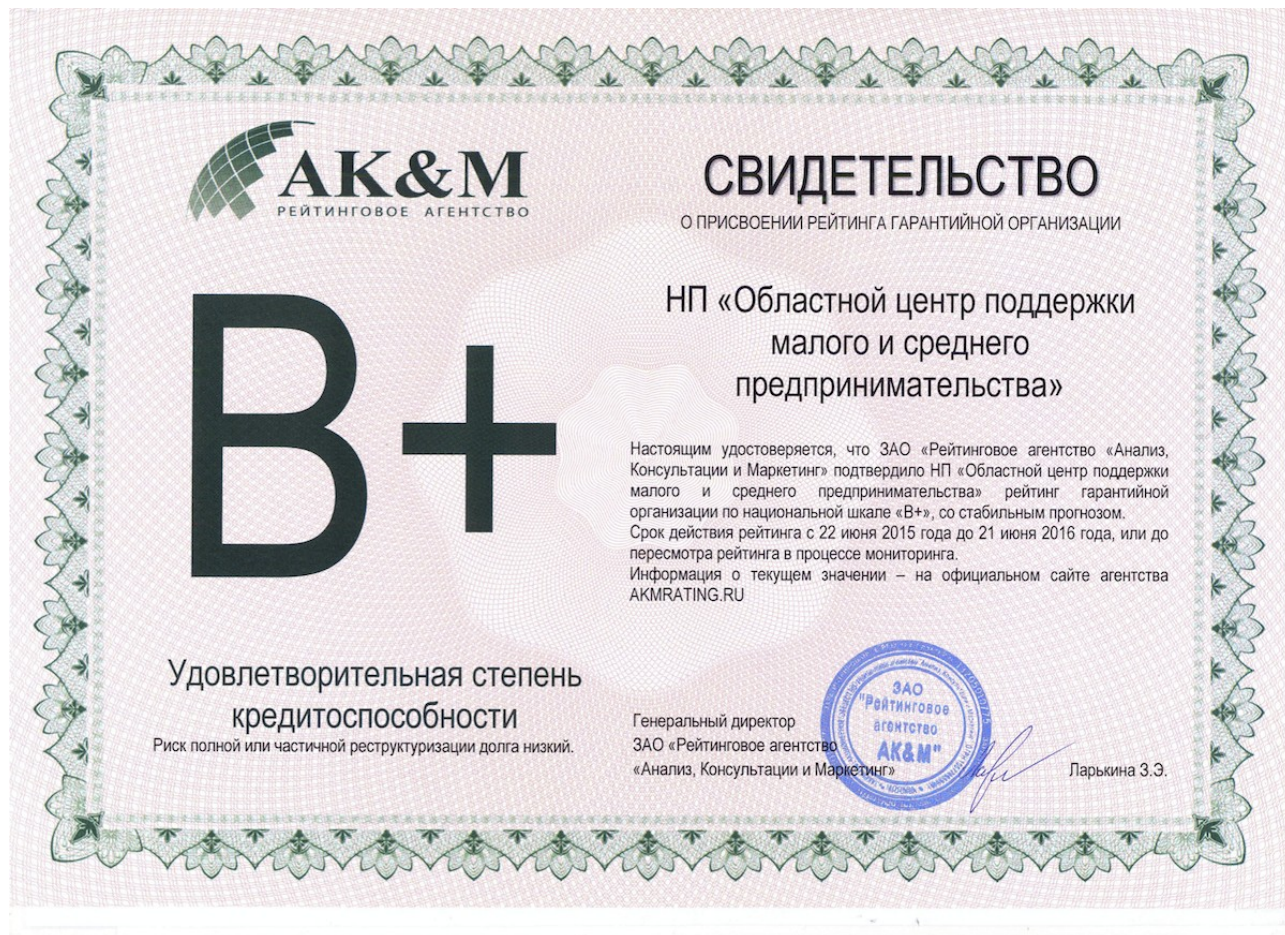 АК&М
РЕЙТИНГОВОЕ АГЕНТСТВО
СВИДЕТЕЛЬСТВО
О ПРИСВОЕНИИ РЕЙТИНГА ГАРАНТИЙНОЙ ОРГАНИЗАЦИИ
B+
НП «Областной центр поддержки
малого и среднего
предпринимательства»
Настоящим удостоверяется, что ЗАО «Рейтинговое агентство «Анализ,
Консультации и Маркетинг» подтвердило НП «Областной центр поддержки
малого и среднего предпринимательства» рейтинг гарантийной
организации по национальной шкале «B+», со стабильным прогнозом.
Срок действия рейтинга с 22 июня 2015 года до 21 июня 2016 года, или до
пересмотра рейтинга в процессе мониторинга.
Информация о текущем значении – на официальном сайте агентства
AKMRATING.RU
Удовлетворительная степень
кредитоспособности
Риск полной или частичной реструктуризации долга низкий.
Генеральный директор
ЗАО «Рейтинговое агентство
«Анализ, Консультации и Маркетинг»
Ларькина З.Э.
ЗАО
"Рейтинговое
агентство
АК&М"